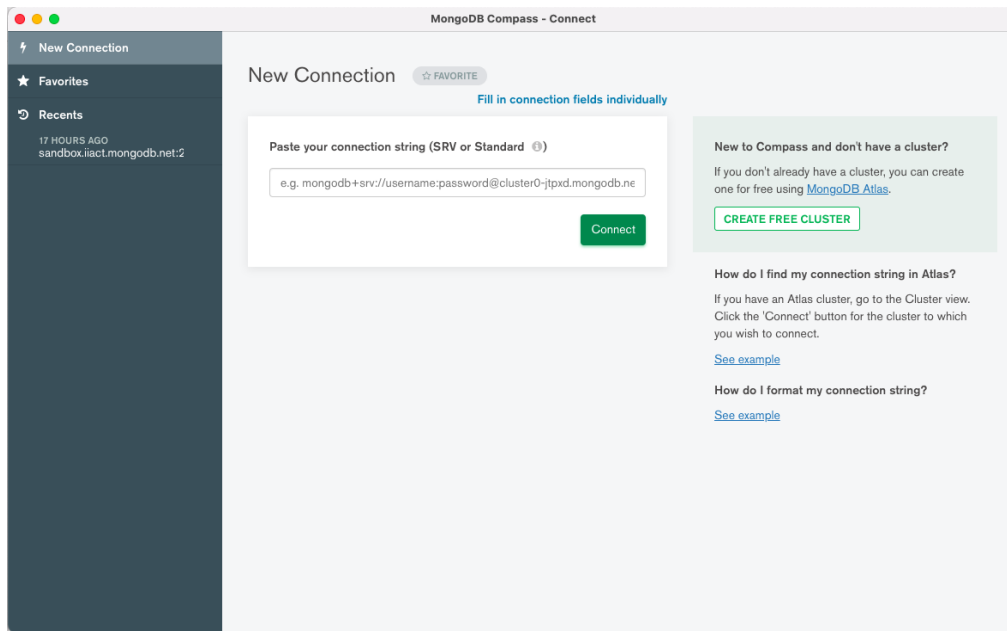 MongoDB Compass - Connect
New Connection
Favorites
Recents
17 HOURS AGO
sandbox.iiact.mongodb.net:2
New Connection
FAVORITE
Fill in connection fields individually
Paste your connection string (SRV or Standard )
e.g. mongodb+srv://username:password@cluster0-jtpxd.mongodb.ne
Connect
New to Compass and don't have a cluster?
If you don't already have a cluster, you can create
one for free using MongoDB Atlas.
CREATE FREE CLUSTER
How do I find my connection string in Atlas?
If you have an Atlas cluster, go to the Cluster view.
Click the 'Connect' button for the cluster to which
you wish to connect.
See example
How do I format my connection string?
See example